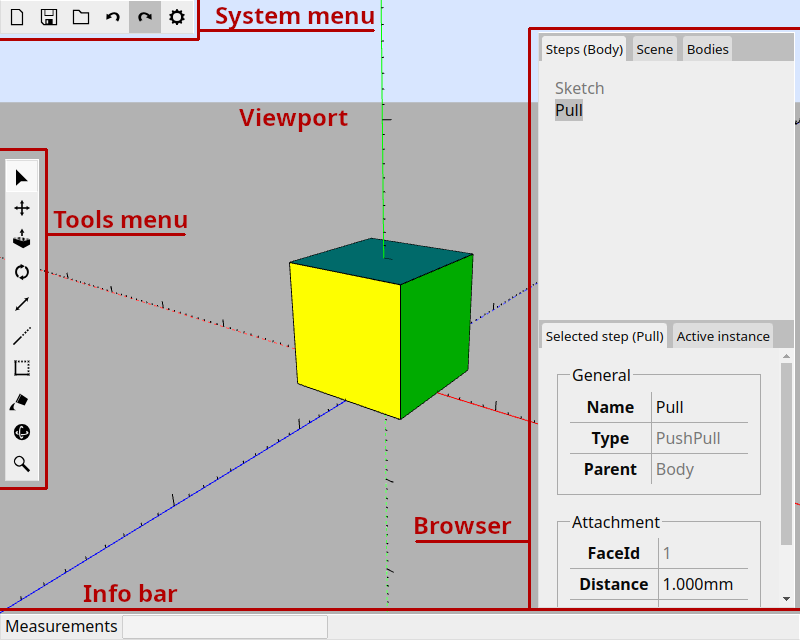 System menu
Viewport
Tools menu
Steps (Body) Scene Bodies
Sketch
Pull
Selected step (Pull) Active instance
General
Name Pull
Type PushPull
Parent Body
Attachment
FaceId 1
Distance 1.000mm
Browser
Info bar
Measurements